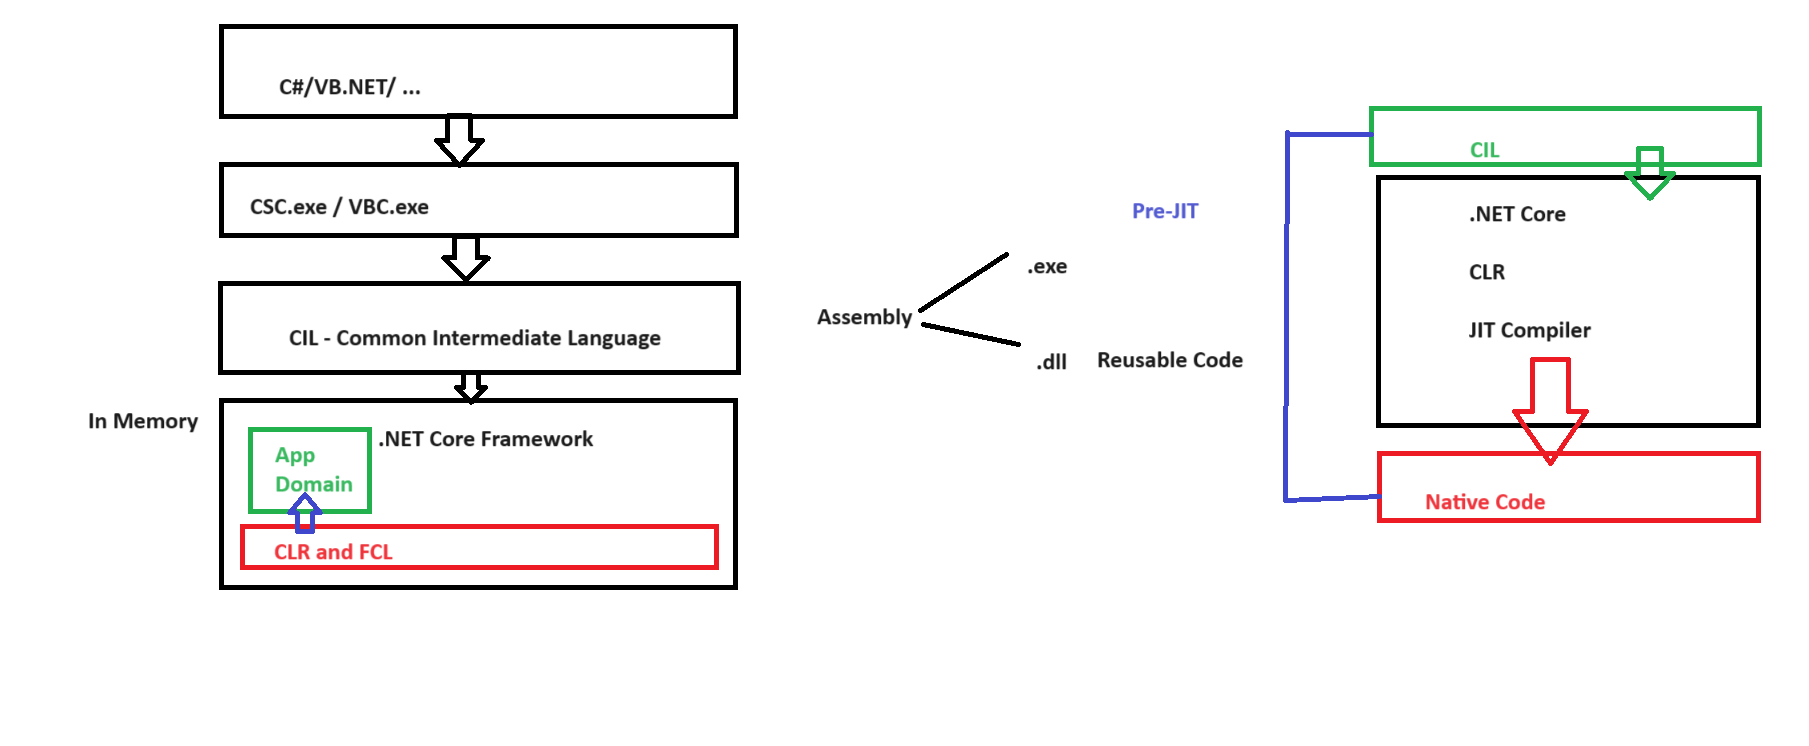 C#/VB.NET/ ...
CSC.exe / VBC.exe
CIL - Common Intermediate Language
In Memory
.NET Core Framework
App
Domain
CLR and FCL
Assembly
.exe
.dll
Reusable Code
Pre-JIT
CIL
.NET Core
CLR
JIT Compiler
Native Code